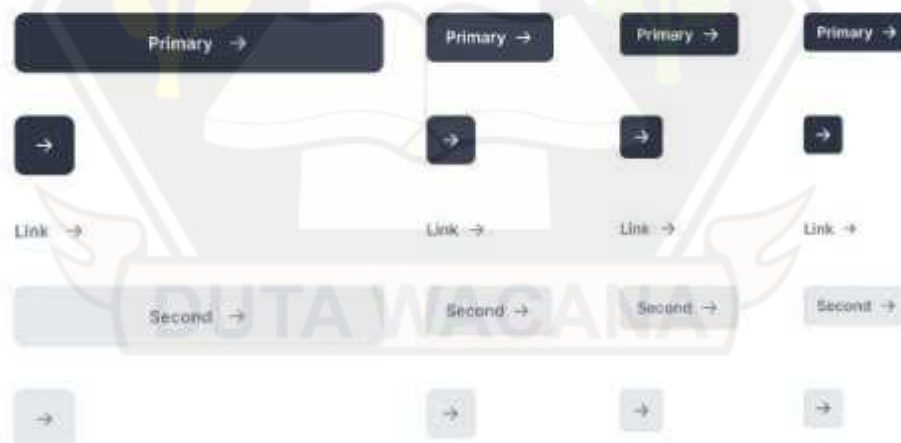 Primary → Primary → Primary → Primary →
→ → → →
Link → Link → Link → Link →
Second → Second → Second → Second →
→ → → →
DUTA WACANA